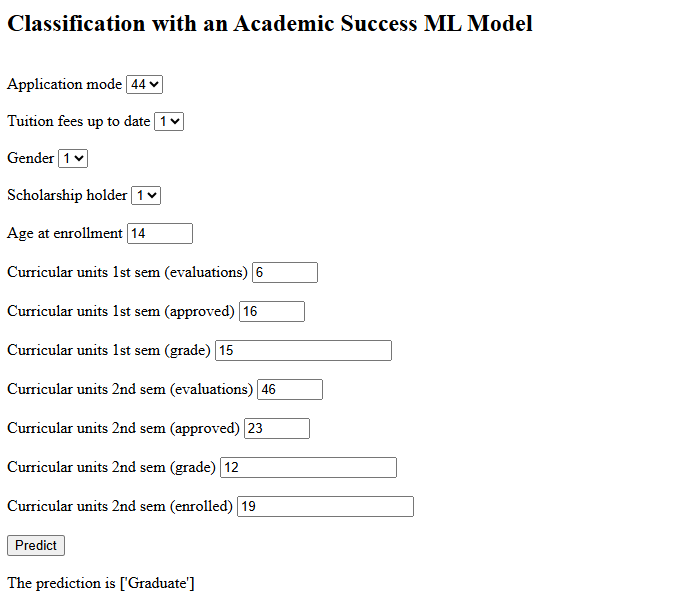 Classification with an Academic Success ML Model
Application mode 44
Tuition fees up to date 1
Gender 1
Scholarship holder 1
Age at enrollment 14
Curricular units 1st sem (evaluations) 6
Curricular units 1st sem (approved) 16
Curricular units 1st sem (grade) 15
Curricular units 2nd sem (evaluations) 46
Curricular units 2nd sem (approved) 23
Curricular units 2nd sem (grade) 12
Curricular units 2nd sem (enrolled) 19
Predict
The prediction is ['Graduate']